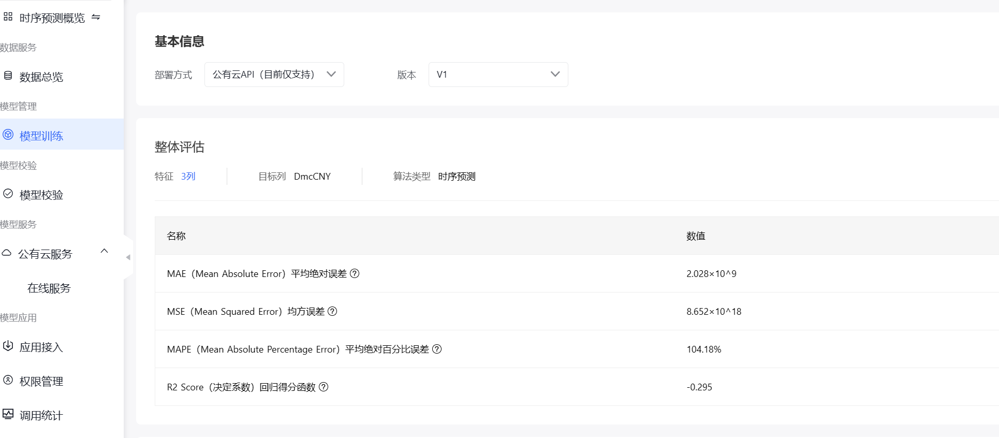 时序预测概览
数据服务
数据总览
模型管理
模型训练
模型校验
模型校验
模型服务
公有云服务
在线服务
模型应用
应用接入
权限管理
调用统计
基本信息
部署方式 公有云API（目前仅支持） 版本 V1
整体评估
特征 3列 目标列 DmcCNY 算法类型 时序预测
名称 数值
MAE（Mean Absolute Error）平均绝对误差 2.028×10^9
MSE（Mean Squared Error）均方误差 8.652×10^18
MAPE（Mean Absolute Percentage Error）平均绝对百分比误差 104.18%
R2 Score（决定系数）回归得分函数 -0.295